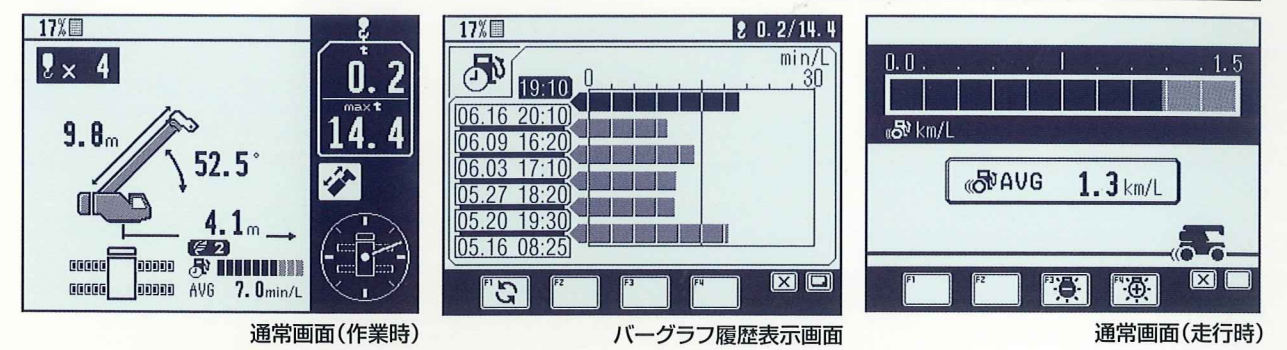 17%
× 4
9.8m
52.5°
4.1m
2
AVG 7.0min/L
t
0.2
max t
14.4
通常画面(作業時)
17%
0.2/14.4
min/L
19:10
0
30
06.16 20:10
06.09 16:20
06.03 17:10
05.27 18:20
05.20 19:30
05.16 08:25
F1 F2 F3 F4
バーグラフ履歴表示画面
0.0 1.5
km/L
AVG 1.3km/L
F1 F2 F3 F4
通常画面(走行時)